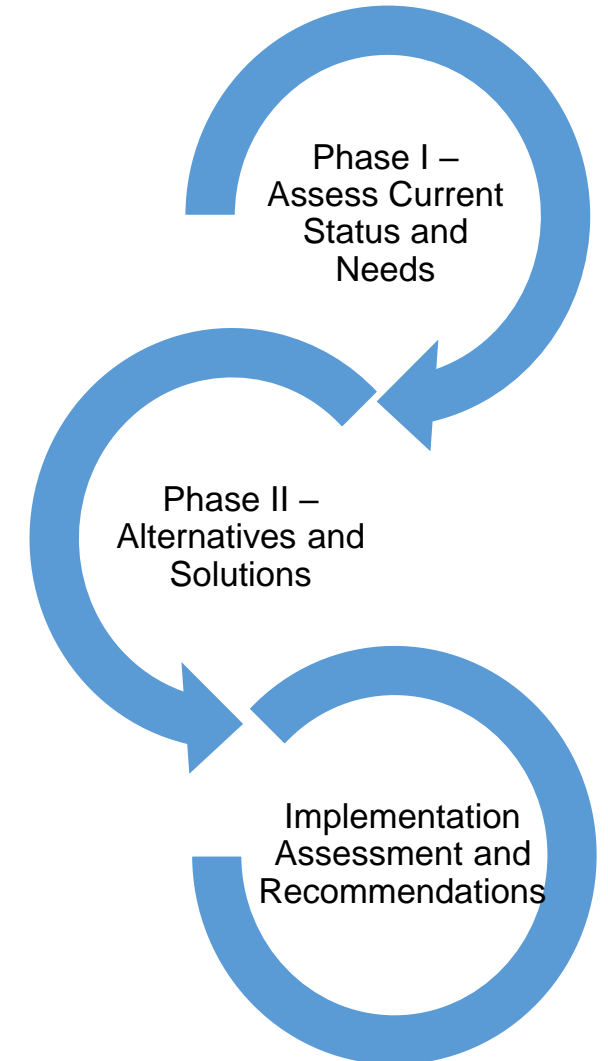 Phase I –
Assess Current
Status and
Needs
Phase II –
Alternatives and
Solutions
Implementation
Assessment and
Recommendations